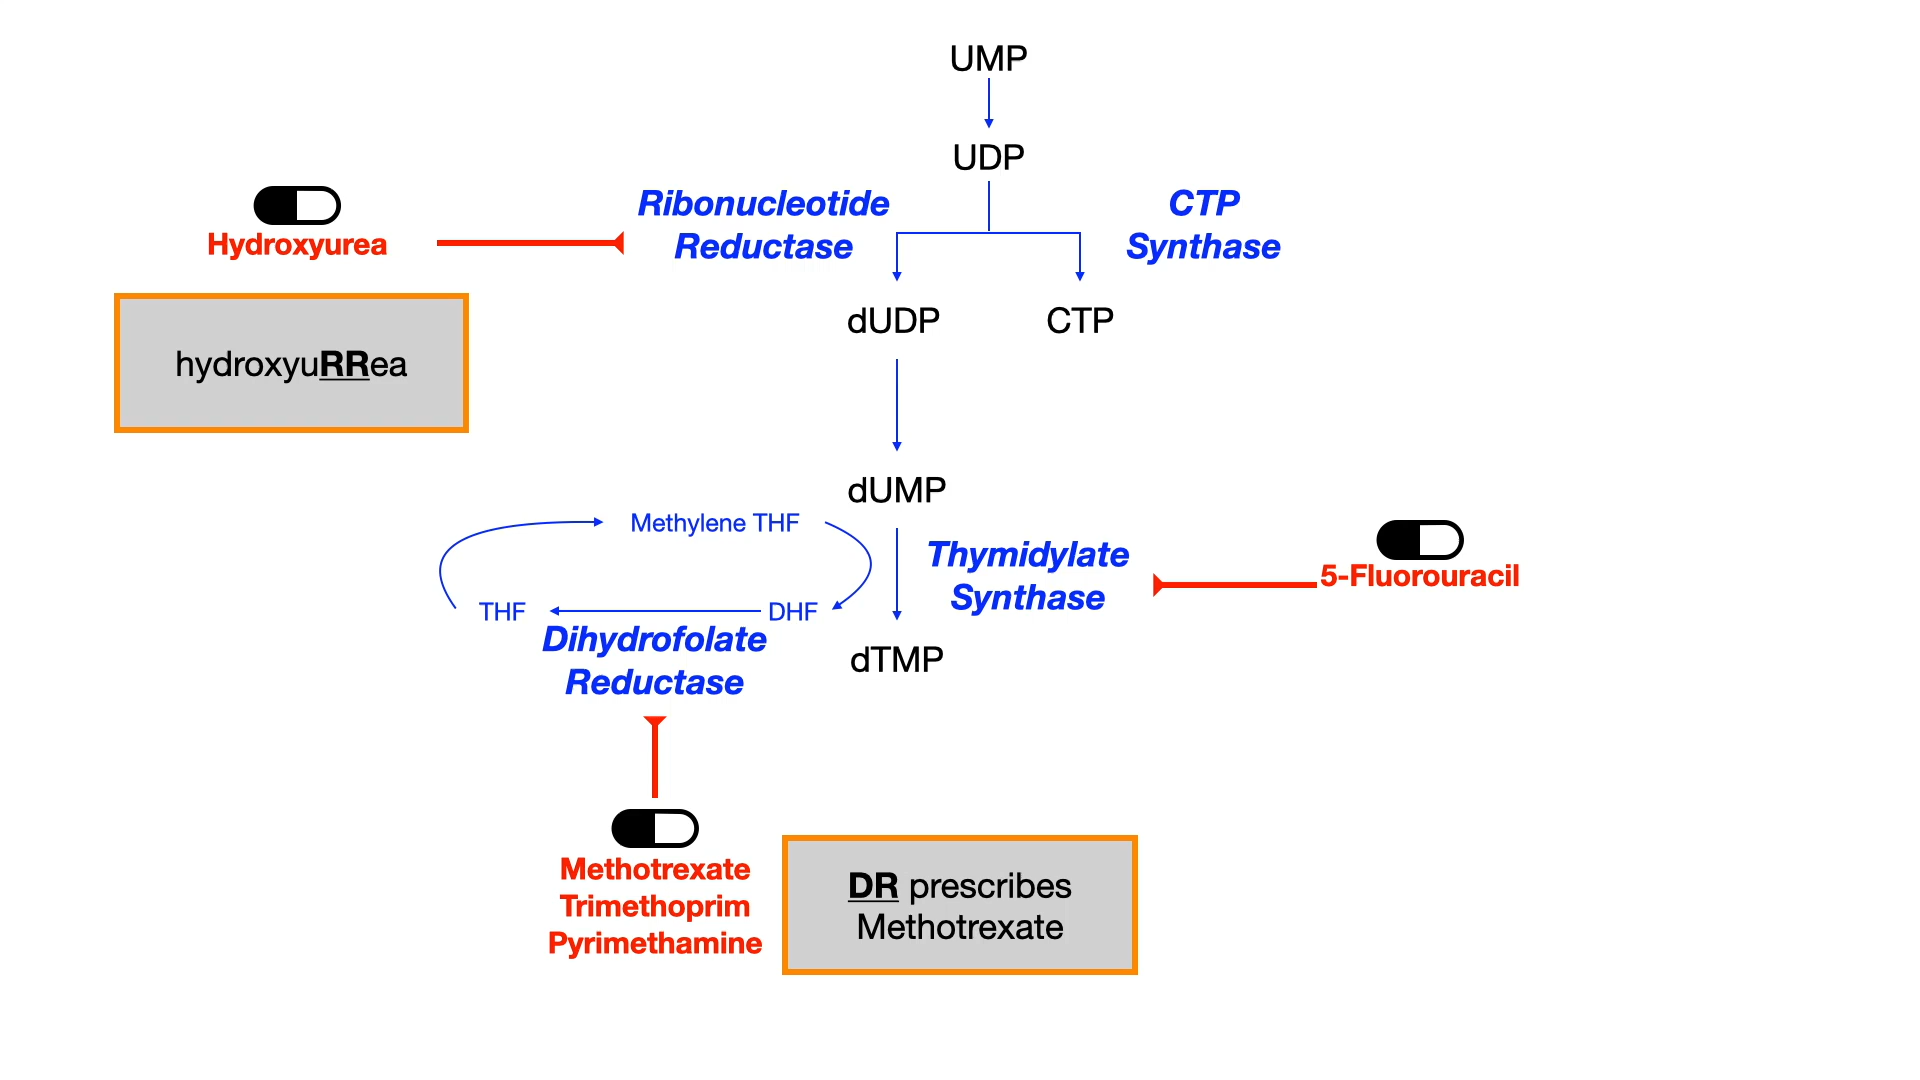 UMP
UDP
Ribonucleotide
Reductase
CTP
Synthase
Hydroxyurea
hydroxyuRRea
dUDP
CTP
dUMP
Methylene THF
Thymidylate
Synthase
5-Fluorouracil
THF
DHF
Dihydrofolate
Reductase
dTMP
Methotrexate
Trimethoprim
Pyrimethamine
DR prescribes
Methotrexate